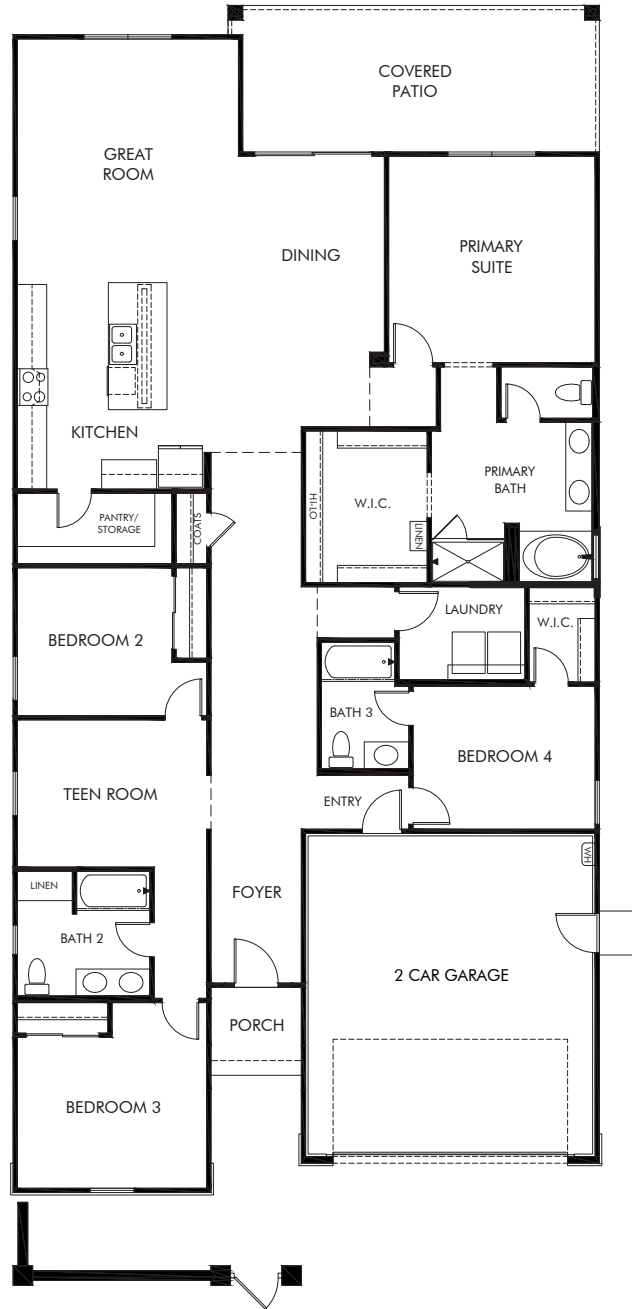 COVERED
PATIO
GREAT
ROOM
DINING
PRIMARY
SUITE
KITCHEN
PRIMARY
BATH
HI-LO
W.I.C.
LINEN
PANTRY/
STORAGE
COATS
LAUNDRY
W.I.C.
BEDROOM 2
BATH 3
BEDROOM 4
TEEN ROOM
ENTRY
WH
LINEN
FOYER
BATH 2
2 CAR GARAGE
PORCH
BEDROOM 3